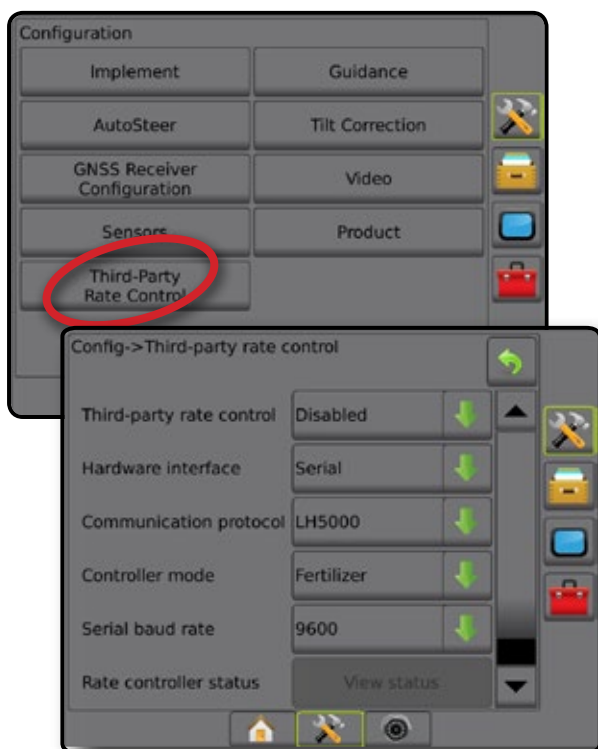 Configuration
Implement
Guidance
AutoSteer
Tilt Correction
GNSS Receiver
Configuration
Video
Sensors
Product
Third-Party
Rate Control
Config->Third-party rate control
Third-party rate control
Disabled
Hardware interface
Serial
Communication protocol
LH5000
Controller mode
Fertilizer
Serial baud rate
9600
Rate controller status
View status